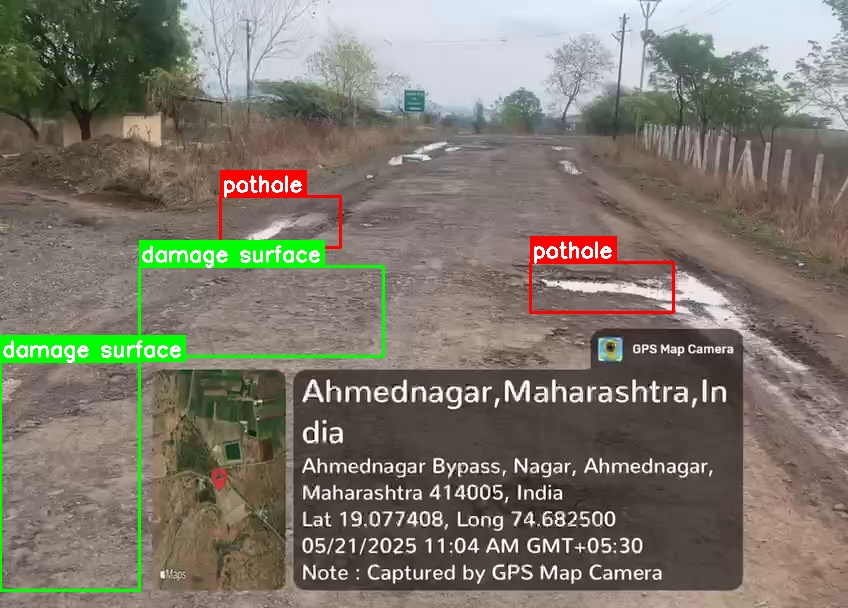 pothole
damage surface
pothole
damage surface
GPS Map Camera
Ahmednagar,Maharashtra,In
dia
Ahmednagar Bypass, Nagar, Ahmednagar,
Maharashtra 414005, India
Lat 19.077408, Long 74.682500
05/21/2025 11:04 AM GMT+05:30
Note : Captured by GPS Map Camera
Maps